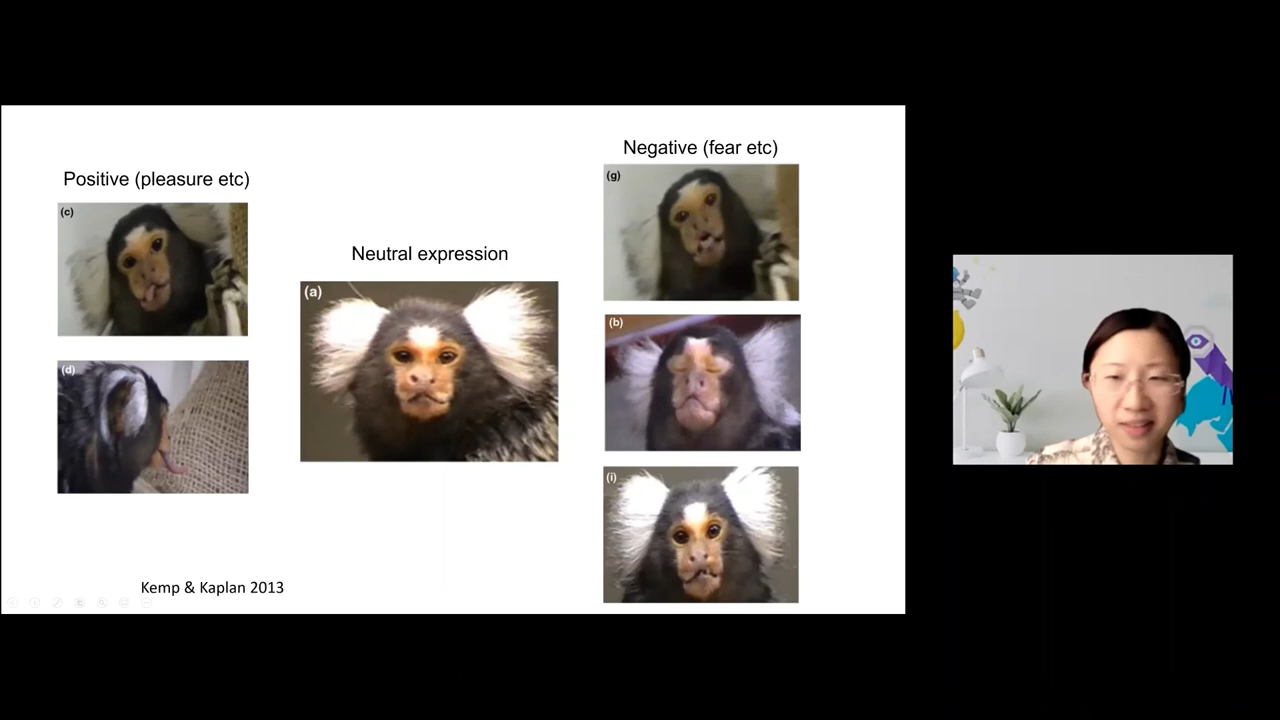 Positive (pleasure etc)
(c)
(d)
Neutral expression
(a)
Negative (fear etc)
(g)
(b)
(i)
Kemp & Kaplan 2013